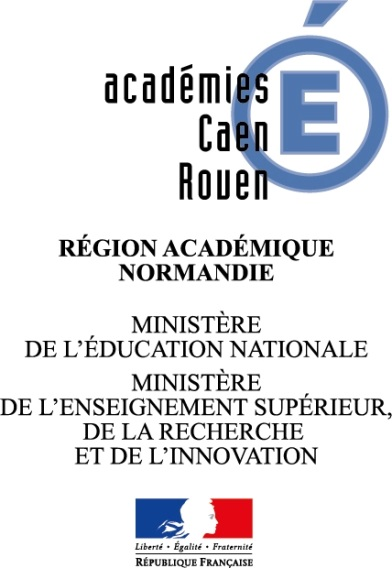 académies
Caen
Rouen
É
RÉGION ACADÉMIQUE
NORMANDIE
MINISTÈRE
DE L’ÉDUCATION NATIONALE
MINISTÈRE
DE L’ENSEIGNEMENT SUPÉRIEUR,
DE LA RECHERCHE
ET DE L’INNOVATION
Liberté • Égalité • Fraternité
RÉPUBLIQUE FRANÇAISE